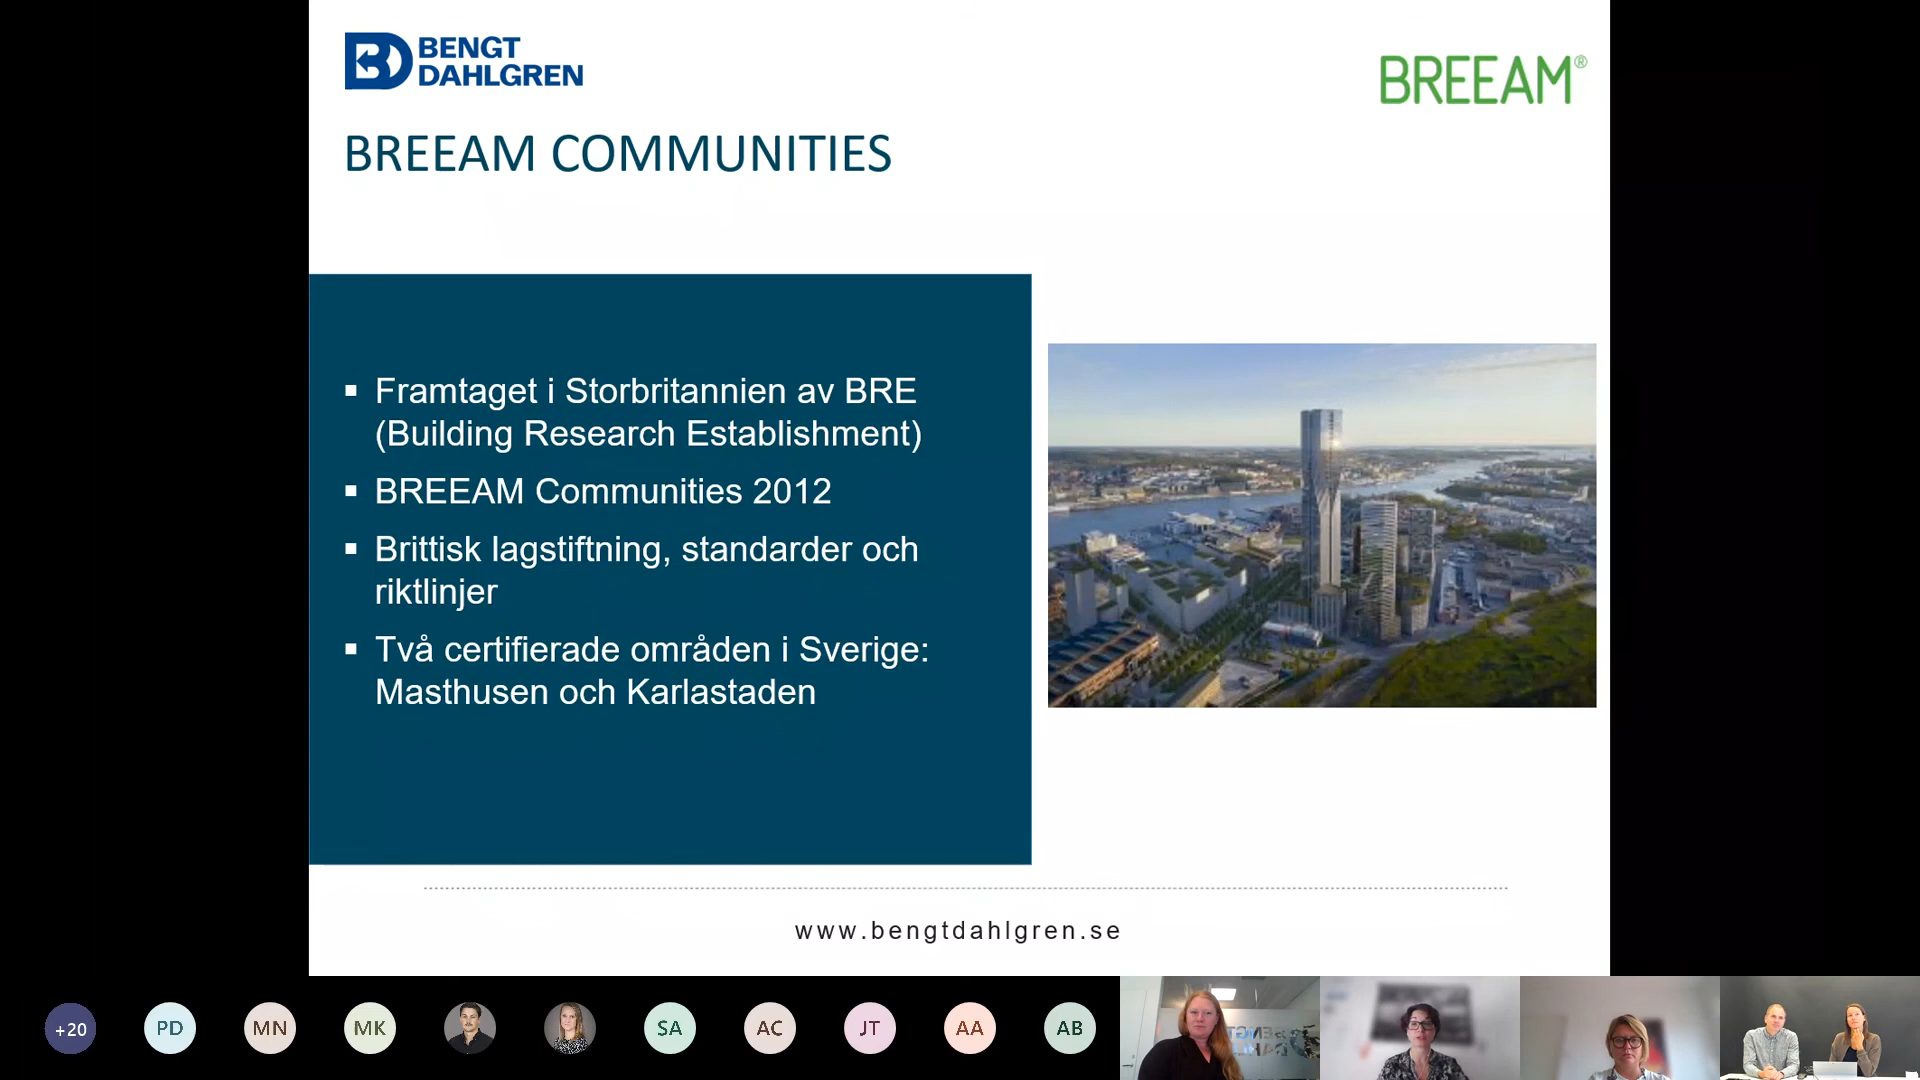 BENGT
DAHLGREN
BREEAM®
BREEAM COMMUNITIES
▪ Framtaget i Storbritannien av BRE
(Building Research Establishment)
▪ BREEAM Communities 2012
▪ Brittisk lagstiftning, standarder och
riktlinjer
▪ Två certifierade områden i Sverige:
Masthusen och Karlastaden
www.bengtdahlgren.se
+20
PD
MN
MK
SA
AC
JT
AA
AB